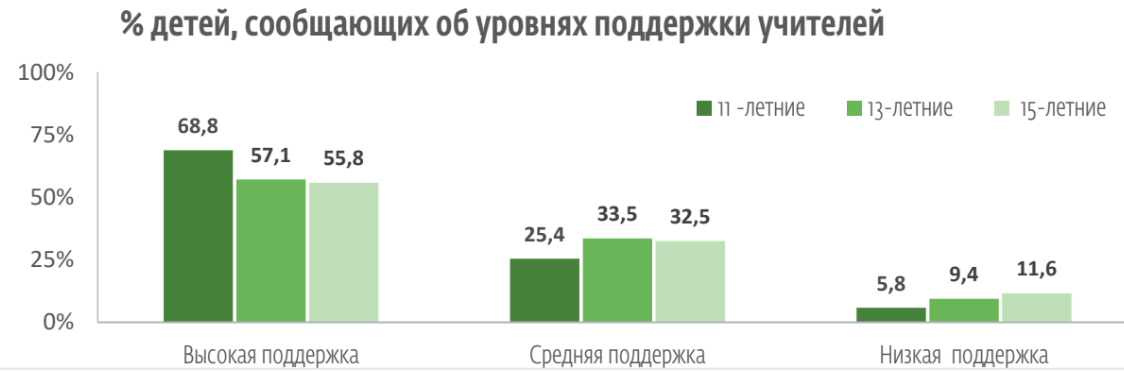 % детей, сообщающих об уровнях поддержки учителей
100%
75%
50%
25%
0%
11 -летние 13-летние 15-летние
68,8 57,1 55,8
25,4 33,5 32,5
5,8 9,4 11,6
Высокая поддержка Средняя поддержка Низкая поддержка